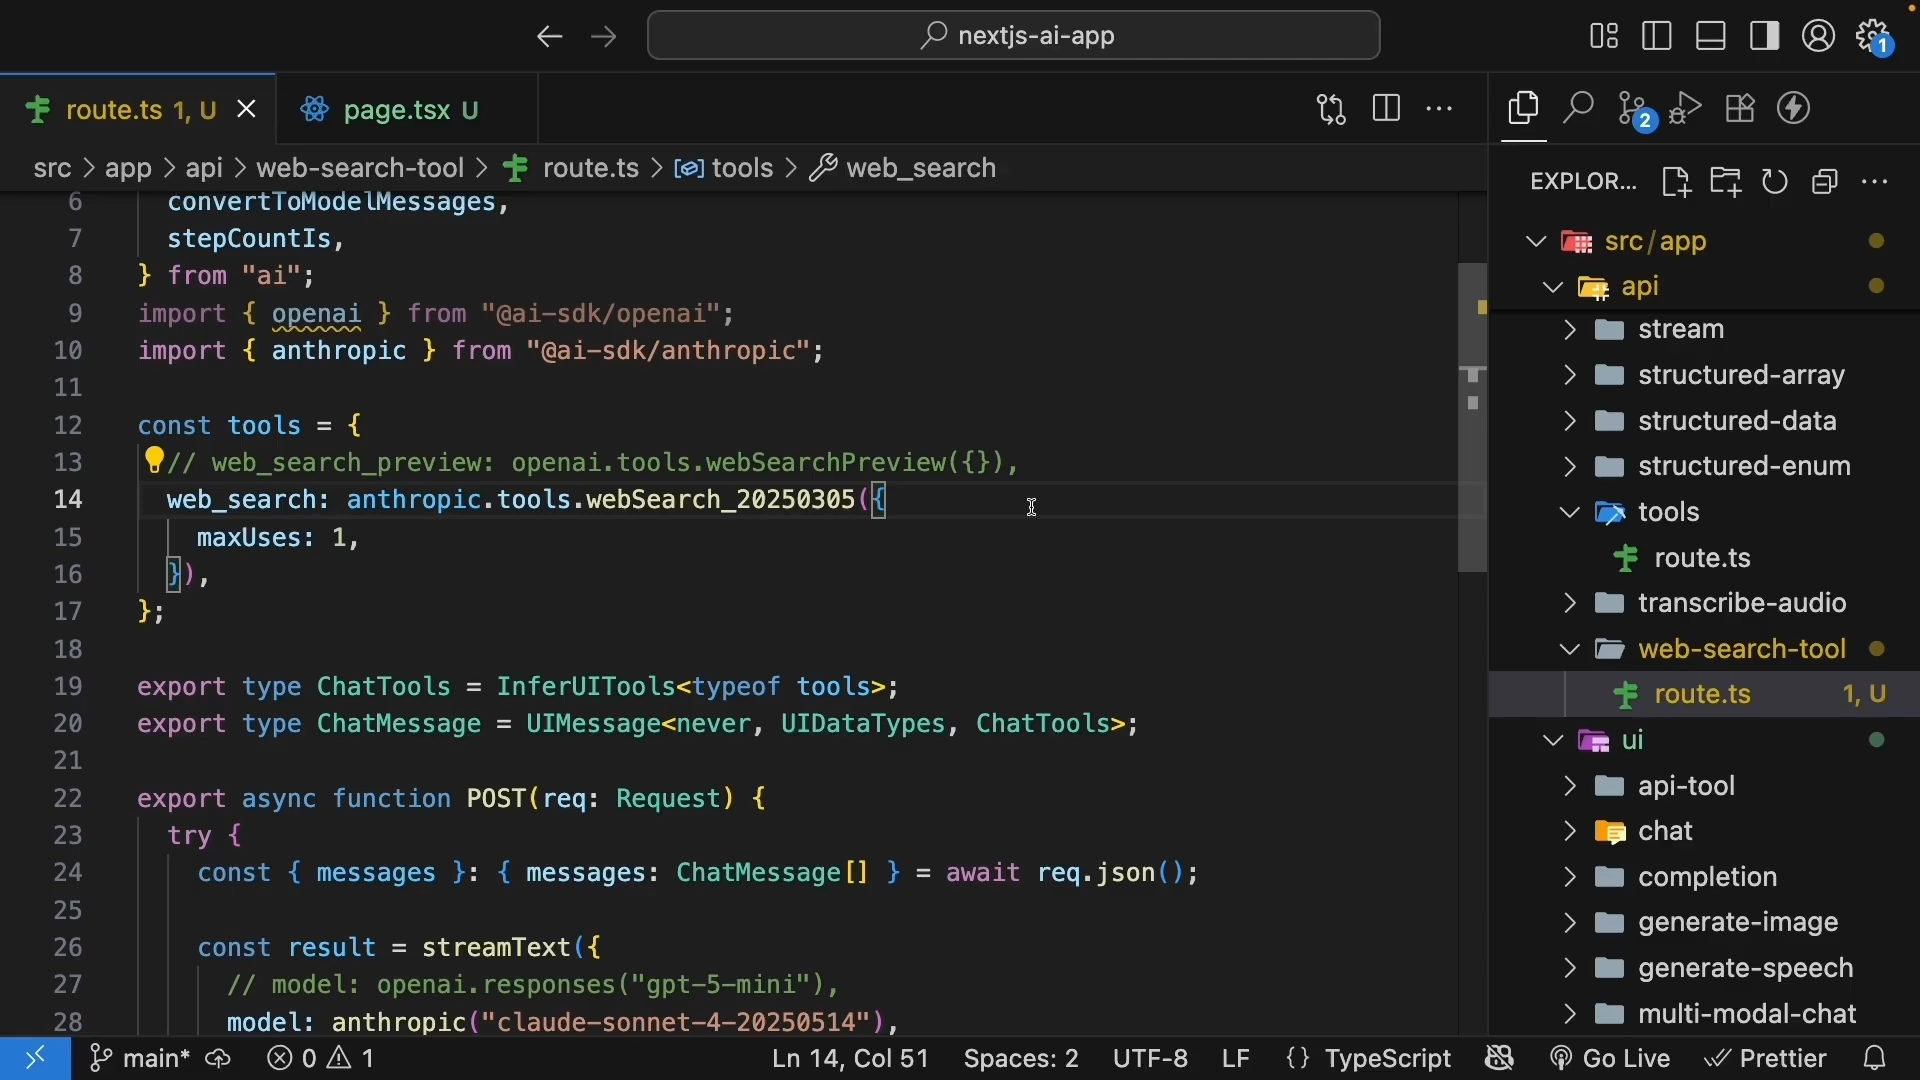 nextjs-ai-app
1
route.ts 1, U
page.tsx U
2
src > app > api > web-search-tool > route.ts > tools > web_search
EXPLOR...
6 convertToModelMessages,
7 stepCountIs,
8 } from "ai";
9 import { openai } from "@ai-sdk/openai";
10 import { anthropic } from "@ai-sdk/anthropic";
11
12 const tools = {
13 // web_search_preview: openai.tools.webSearchPreview({}),
14 web_search: anthropic.tools.webSearch_20250305({
15 maxUses: 1,
16 }),
17 };
18
19 export type ChatTools = InferUITools<typeof tools>;
20 export type ChatMessage = UIMessage<never, UIDataTypes, ChatTools>;
21
22 export async function POST(req: Request) {
23 try {
24 const { messages }: { messages: ChatMessage[] } = await req.json();
25
26 const result = streamText({
27 // model: openai.responses("gpt-5-mini"),
28 model: anthropic("claude-sonnet-4-20250514"),
src/app
api
stream
structured-array
structured-data
structured-enum
tools
route.ts
transcribe-audio
web-search-tool
route.ts 1, U
ui
api-tool
chat
completion
generate-image
generate-speech
multi-modal-chat
main* 0 1 Ln 14, Col 51 Spaces: 2 UTF-8 LF {} TypeScript Go Live Prettier